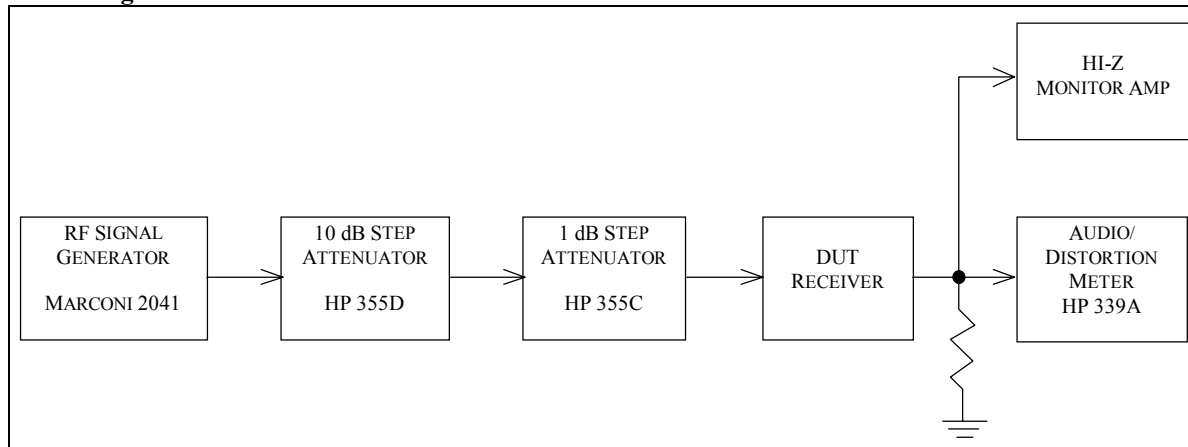 HI-Z
MONITOR AMP
RF SIGNAL
GENERATOR
MARCONI 2041
10 dB STEP
ATTENUATOR
HP 355D
1 dB STEP
ATTENUATOR
HP 355C
DUT
RECEIVER
AUDIO/
DISTORTION
METER
HP 339A